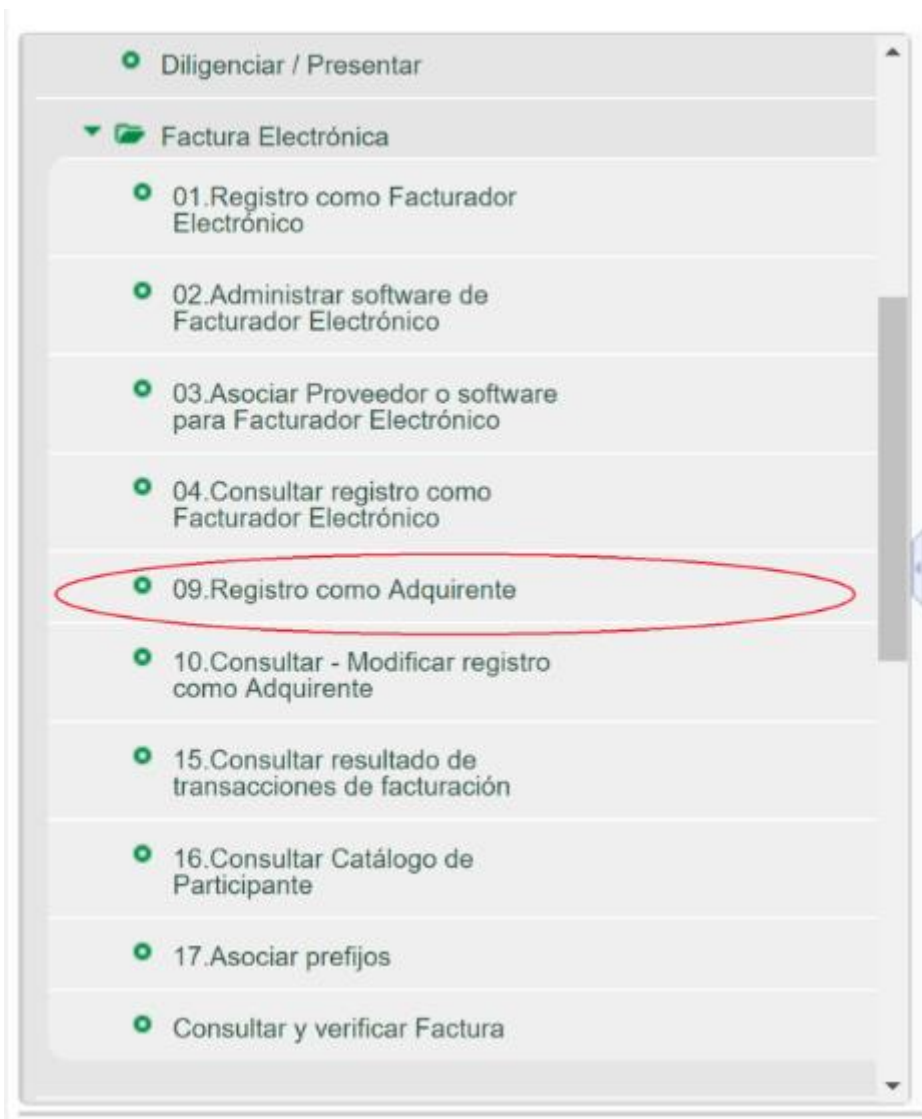 Diligenciar / Presentar
Factura Electrónica
01.Registro como Facturador
Electrónico
02.Administrar software de
Facturador Electrónico
03.Asociar Proveedor o software
para Facturador Electrónico
04.Consultar registro como
Facturador Electrónico
09.Registro como Adquirente
10.Consultar - Modificar registro
como Adquirente
15.Consultar resultado de
transacciones de facturación
16.Consultar Catálogo de
Participante
17.Asociar prefijos
Consultar y verificar Factura